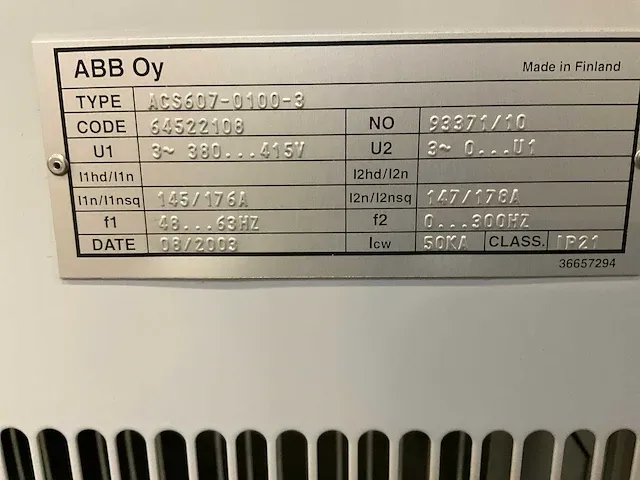 ABB Oy Made in Finland
TYPE ACS607-0100-3
CODE 64522108 NO 93371/10
U1 3~ 380...415V U2 3~ 0...U1
I1hd/I1n I2hd/I2n
I1n/I1nsq 145/176A I2n/I2nsq 147/178A
f1 48...63HZ f2 0...300HZ
DATE 08/2003 Icw 50KA CLASS. IP21
36657294